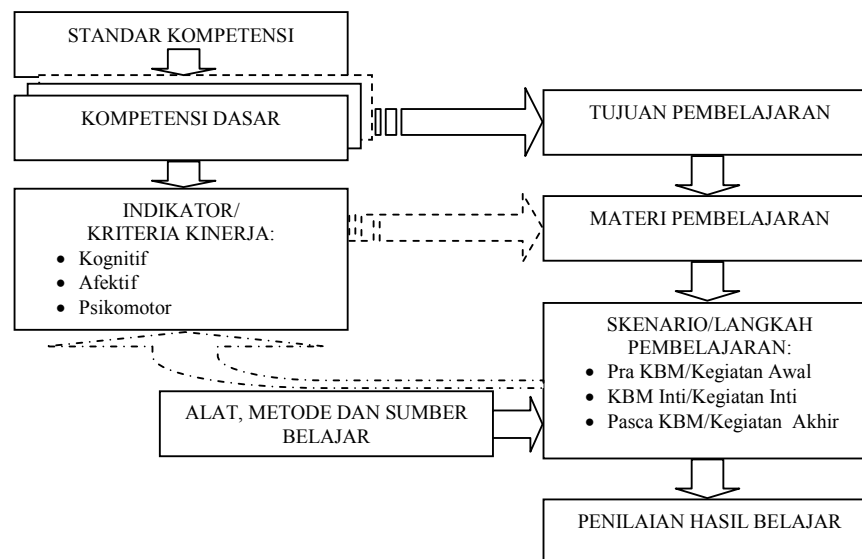 STANDAR KOMPETENSI
KOMPETENSI DASAR
INDIKATOR/
KRITERIA KINERJA:
• Kognitif
• Afektif
• Psikomotor
ALAT, METODE DAN SUMBER
BELAJAR
TUJUAN PEMBELAJARAN
MATERI PEMBELAJARAN
SKENARIO/LANGKAH
PEMBELAJARAN:
• Pra KBM/Kegiatan Awal
• KBM Inti/Kegiatan Inti
• Pasca KBM/Kegiatan Akhir
PENILAIAN HASIL BELAJAR